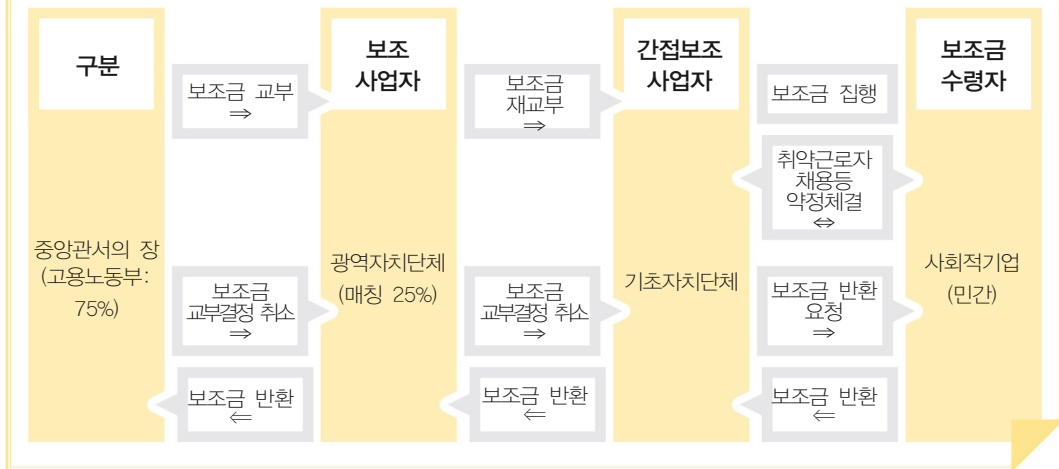 구분
보조금 교부
⇒
보조
사업자
보조금
재교부
⇒
간접보조
사업자
보조금 집행
보조금
수령자
취약근로자
채용등
약정체결
⇔
중앙관서의 장
(고용노동부:
75%)
보조금
교부결정 취소
⇒
광역자치단체
(매칭 25%)
보조금
교부결정 취소
⇒
기초자치단체
보조금 반환
요청
⇒
사회적기업
(민간)
보조금 반환
⇐
보조금 반환
⇐
보조금 반환
⇐